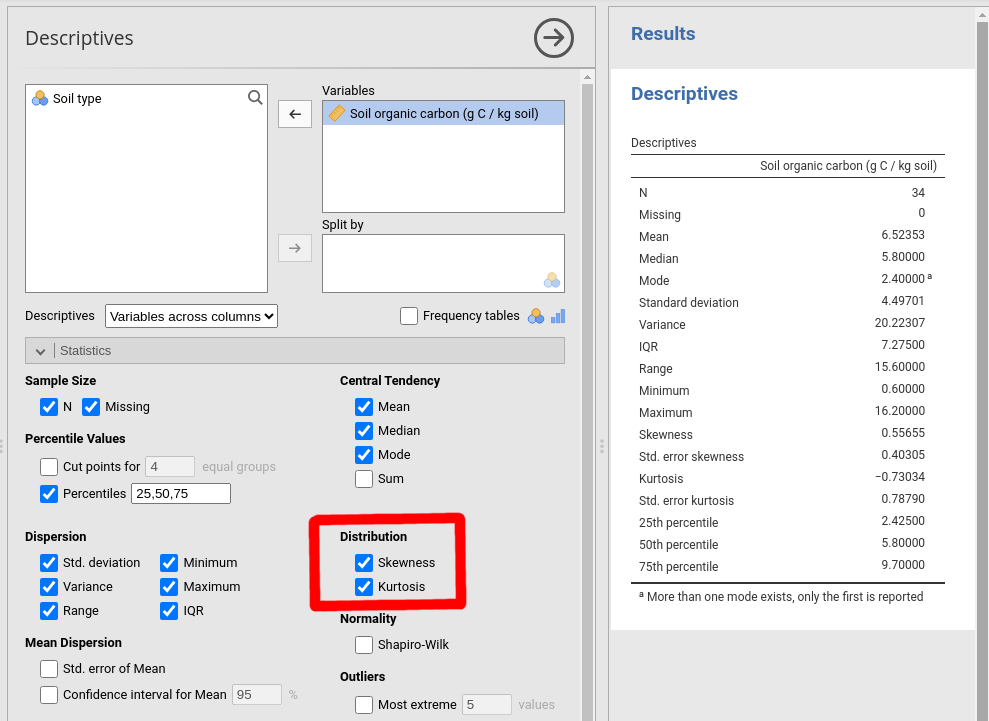 Descriptives
Soil type
Variables
Soil organic carbon (g C / kg soil)
Split by
Descriptives Variables across columns Frequency tables
Statistics
Sample Size
N Missing
Percentile Values
Cut points for 4 equal groups
Percentiles 25,50,75
Dispersion
Std. deviation Minimum
Variance Maximum
Range IQR
Mean Dispersion
Std. error of Mean
Confidence interval for Mean 95 %
Central Tendency
Mean
Median
Mode
Sum
Distribution
Skewness
Kurtosis
Normality
Shapiro-Wilk
Outliers
Most extreme 5 values
Results
Descriptives
Descriptives
Soil organic carbon (g C / kg soil)
N 34
Missing 0
Mean 6.52353
Median 5.80000
Mode 2.40000 ª
Standard deviation 4.49701
Variance 20.22307
IQR 7.27500
Range 15.60000
Minimum 0.60000
Maximum 16.20000
Skewness 0.55655
Std. error skewness 0.40305
Kurtosis −0.73034
Std. error kurtosis 0.78790
25th percentile 2.42500
50th percentile 5.80000
75th percentile 9.70000
ª More than one mode exists, only the first is reported